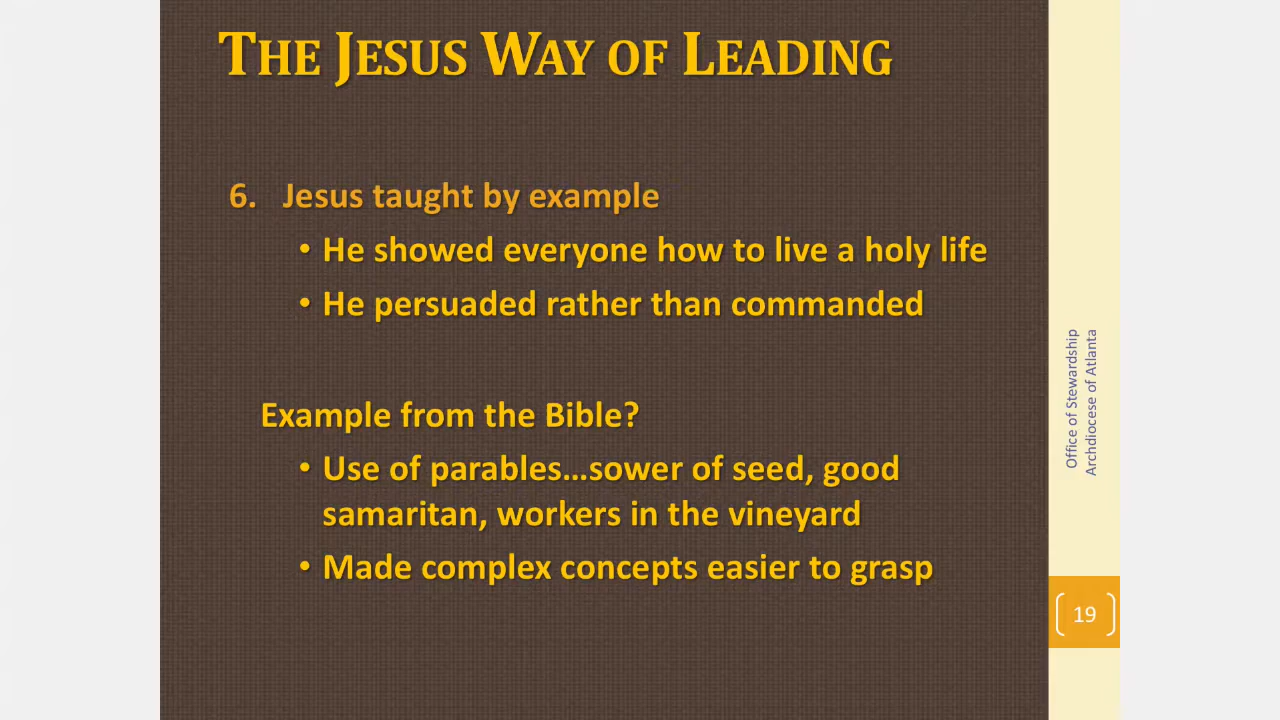 THE JESUS WAY OF LEADING
6. Jesus taught by example
• He showed everyone how to live a holy life
• He persuaded rather than commanded
Example from the Bible?
• Use of parables…sower of seed, good
samaritan, workers in the vineyard
• Made complex concepts easier to grasp
Office of Stewardship
Archdiocese of Atlanta
19